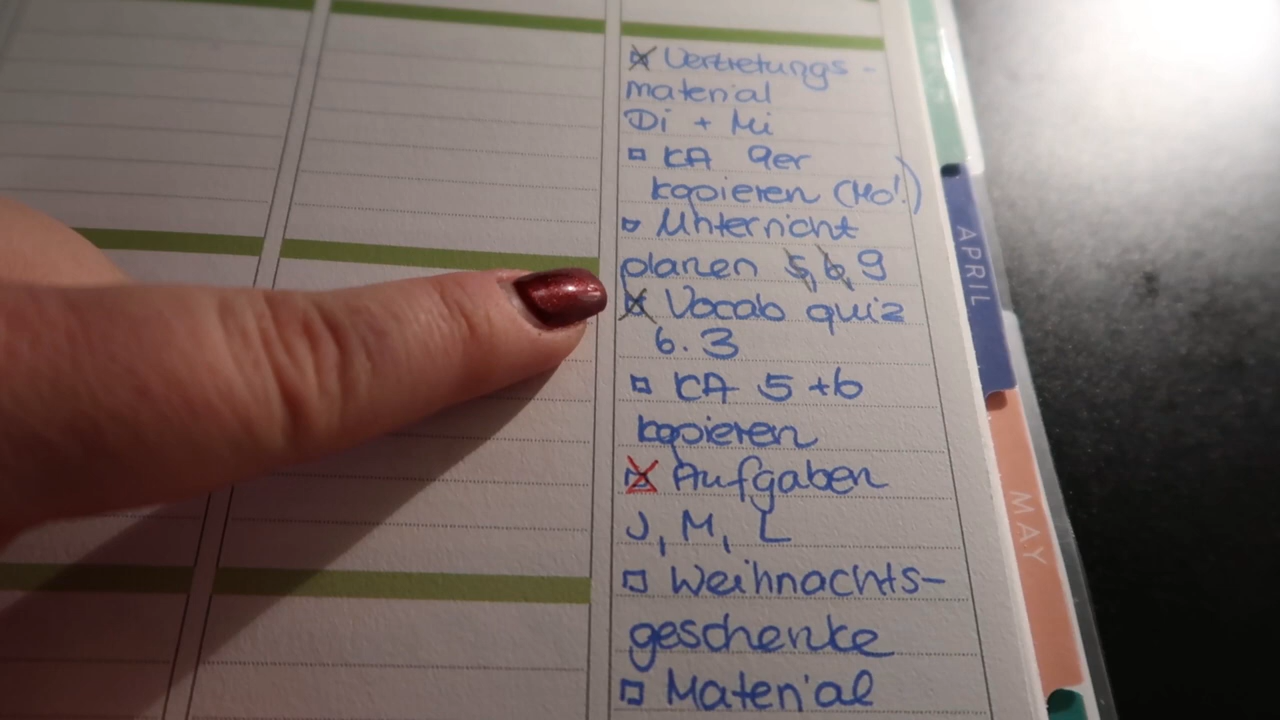 Vertretungs-
material
Di + Mi
KA 9er
kopieren (Mo!)
Unterricht
planen 5, 6, 9
Vocab quiz
6.3
KA 5+6
kopieren
Aufgaben
J, M, L
Weihnachts-
geschenke
Material
APRIL
MAY